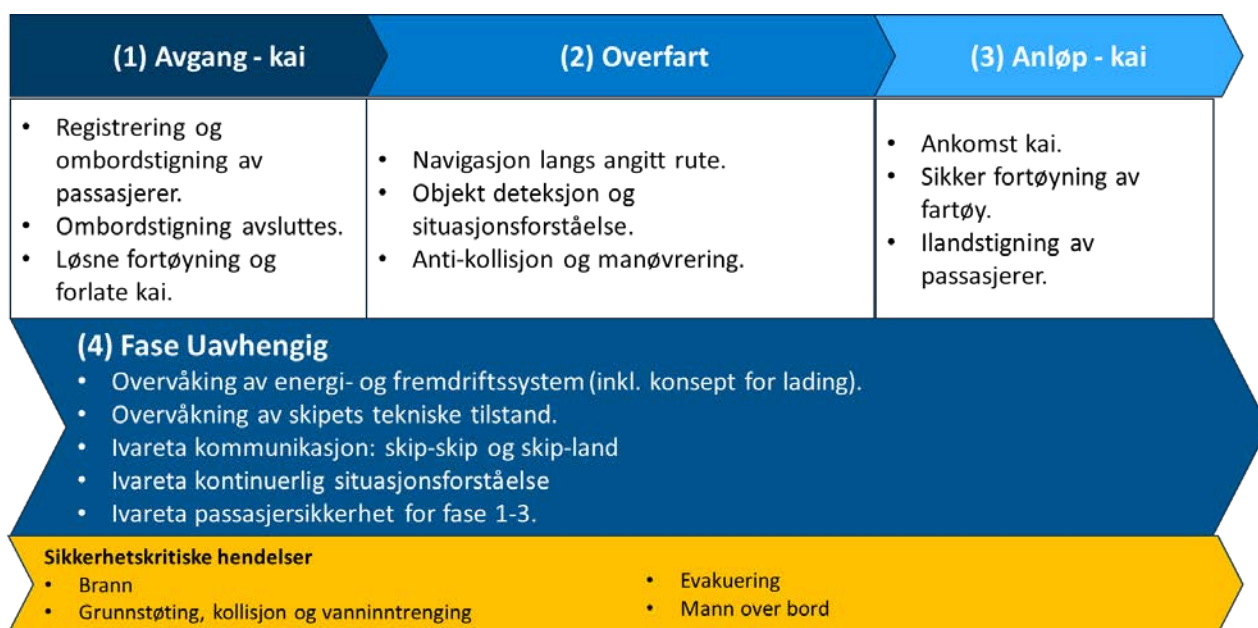 (1) Avgang - kai
(2) Overfart
(3) Anløp - kai
• Registrering og
ombordstigning av
passasjerer.
• Ombordstigning avsluttes.
• Løsne fortøyning og
forlate kai.
• Navigasjon langs angitt rute.
• Objekt deteksjon og
situasjonsforståelse.
• Anti-kollisjon og manøvrering.
• Ankomst kai.
• Sikker fortøyning av
fartøy.
• Ilandstigning av
passasjerer.
(4) Fase Uavhengig
• Overvåking av energi- og fremdriftssystem (inkl. konsept for lading).
• Overvåkning av skipets tekniske tilstand.
• Ivareta kommunikasjon: skip-skip og skip-land
• Ivareta kontinuerlig situasjonsforståelse
• Ivareta passasjersikkerhet for fase 1-3.
Sikkerhetskritiske hendelser
• Brann
• Grunnstøting, kollisjon og vanninntrenging
• Evakuering
• Mann over bord